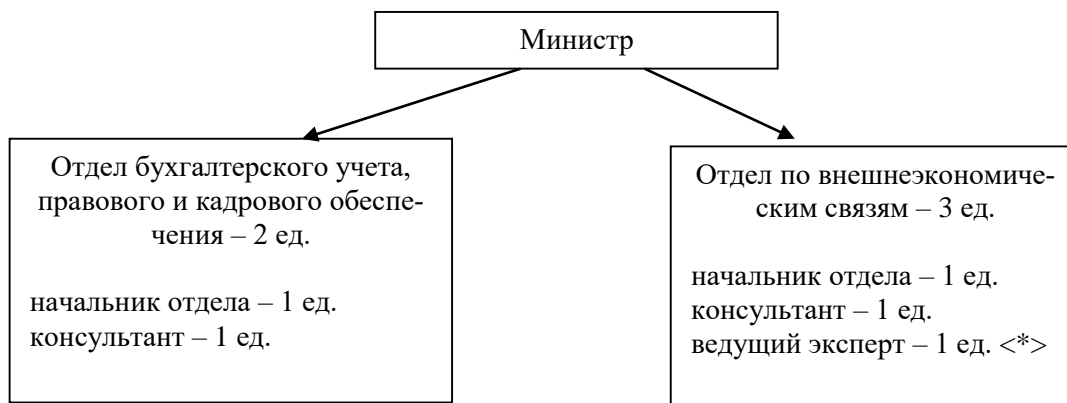 Министр
Отдел бухгалтерского учета,
правового и кадрового обеспе-
чения – 2 ед.
начальник отдела – 1 ед.
консультант – 1 ед.
Отдел по внешнеэкономиче-
ским связям – 3 ед.
начальник отдела – 1 ед.
консультант – 1 ед.
ведущий эксперт – 1 ед. <*>